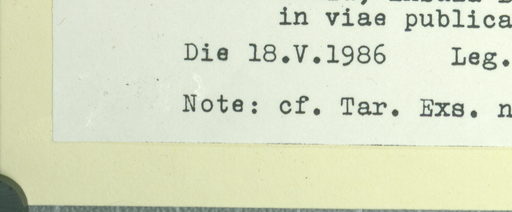 in viae publica
Die 18.V.1986 Leg.
Note: cf. Tar. Exs. n